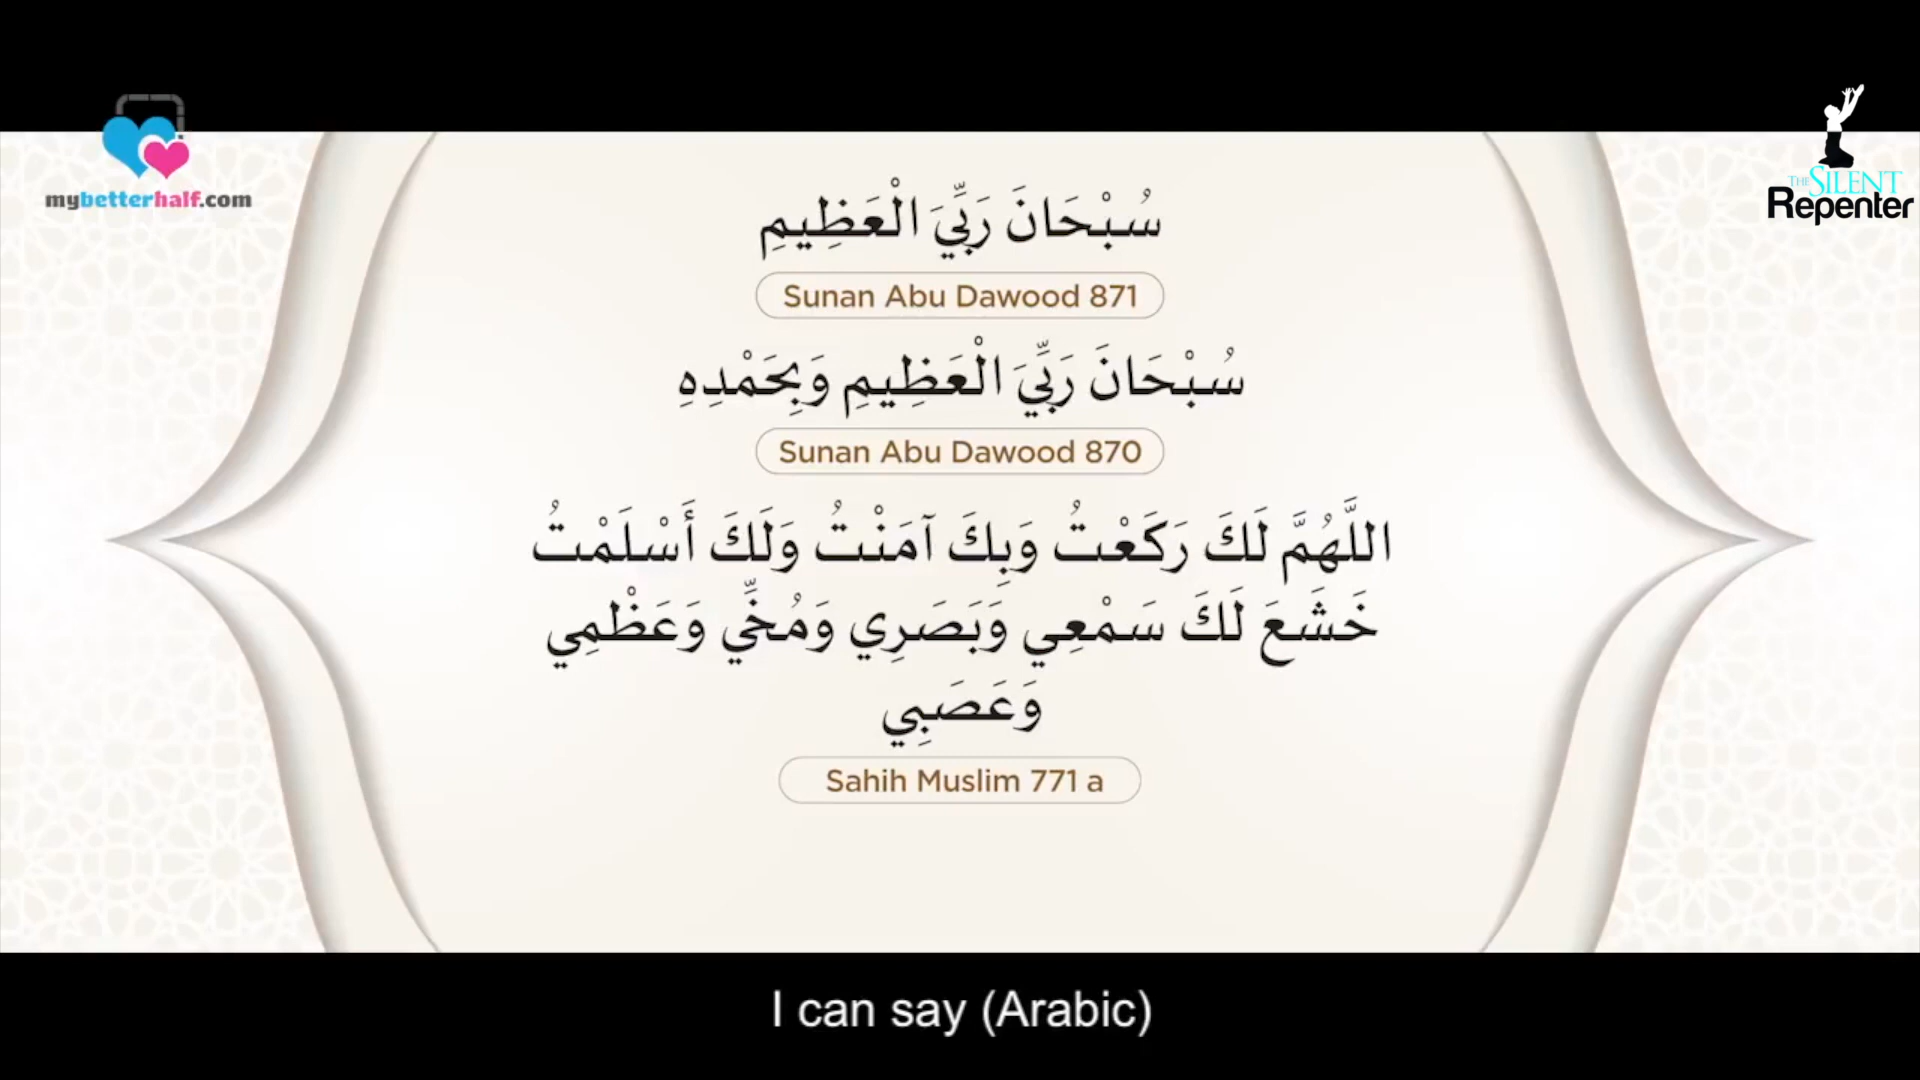 mybetterhalf.com
THE SILENT
Repenter
سُبْحَانَ رَبِّيَ الْعَظِيمِ
Sunan Abu Dawood 871
سُبْحَانَ رَبِّيَ الْعَظِيمِ وَبِحَمْدِهِ
Sunan Abu Dawood 870
اللَّهُمَّ لَكَ رَكَعْتُ وَبِكَ آمَنْتُ وَلَكَ أَسْلَمْتُ
خَشَعَ لَكَ سَمْعِي وَبَصَرِي وَمُخِّي وَعَظْمِي
وَعَصَبِي
Sahih Muslim 771 a
I can say (Arabic)